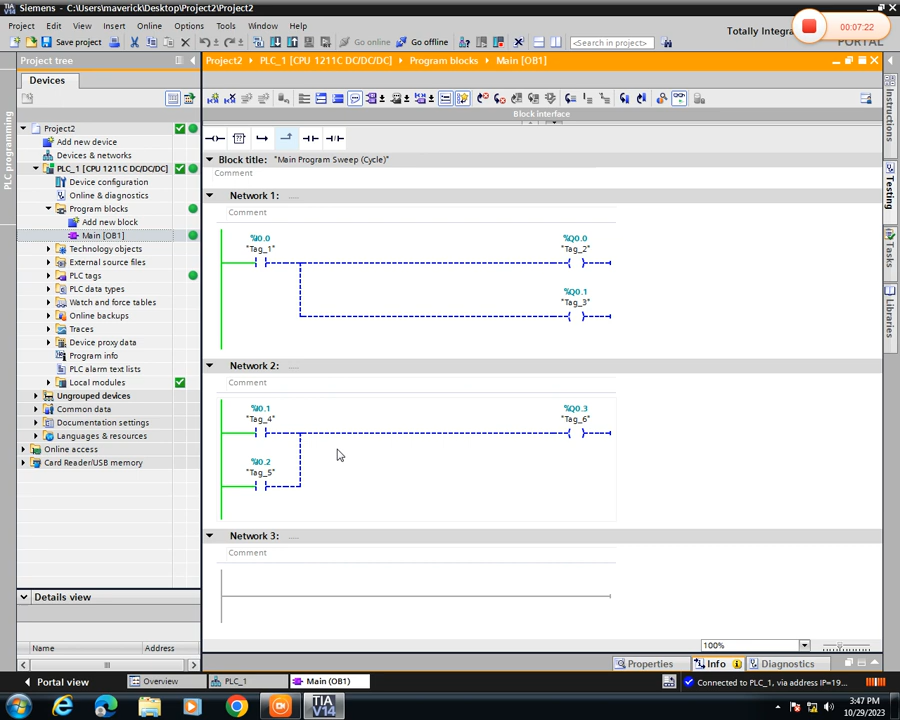 Siemens - C:\Users\maverick\Desktop\Project2\Project2
TIA V14
Project Edit View Insert Online Options Tools Window Help
Save project
Go online
Go offline
<Search in project>
Totally Integra
PORTAL
00:07:22
Project tree
Project2 PLC_1 [CPU 1211C DC/DC/DC] Program blocks Main [OB1]
Devices
Block interface
PLC programming
Project2
Add new device
Devices & networks
PLC_1 [CPU 1211C DC/DC/DC]
Device configuration
Online & diagnostics
Program blocks
Add new block
Main [OB1]
Technology objects
External source files
PLC tags
PLC data types
Watch and force tables
Online backups
Traces
Device proxy data
Program info
PLC alarm text lists
Local modules
Ungrouped devices
Common data
Documentation settings
Languages & resources
Online access
Card Reader/USB memory
Block title: "Main Program Sweep (Cycle)"
Comment
Network 1: .....
Comment
%I0.0
"Tag_1"
%Q0.0
"Tag_2"
%Q0.1
"Tag_3"
Network 2: .....
Comment
%I0.1
"Tag_4"
%Q0.3
"Tag_6"
%I0.2
"Tag_5"
Network 3: .....
Comment
Instructions
Testing
Tasks
Libraries
Details view
Name Address
100%
Properties Info Diagnostics
Portal view
Overview
PLC_1
Main (OB1)
Connected to PLC_1, via address IP=19...
TIA
V14
3:47 PM
10/29/2023